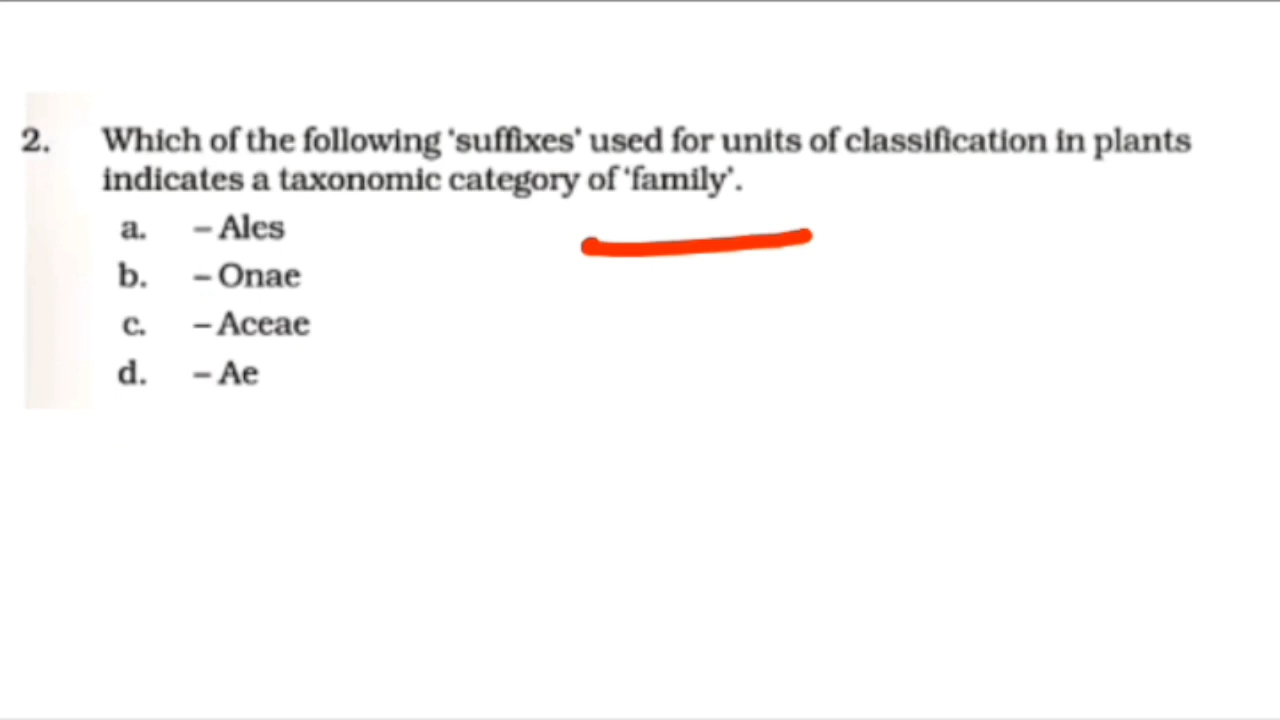 2. Which of the following ‘suffixes’ used for units of classification in plants
indicates a taxonomic category of ‘family’.
a. – Ales
b. – Onae
c. – Aceae
d. – Ae